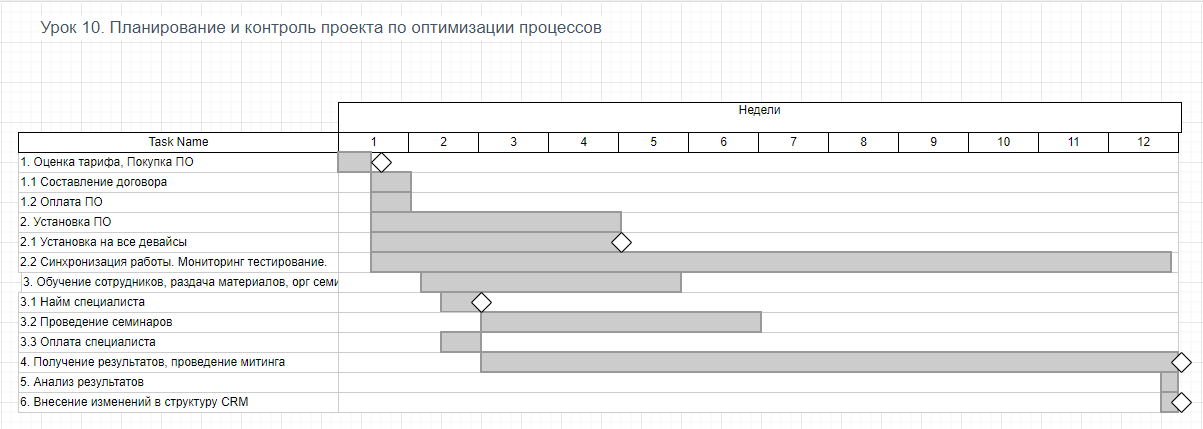 Урок 10. Планирование и контроль проекта по оптимизации процессов
Недели
Task Name 1 2 3 4 5 6 7 8 9 10 11 12
1. Оценка тарифа, Покупка ПО
1.1 Составление договора
1.2 Оплата ПО
2. Установка ПО
2.1 Установка на все девайсы
2.2 Синхронизация работы. Мониторинг тестирование.
3. Обучение сотрудников, раздача материалов, орг семи
3.1 Найм специалиста
3.2 Проведение семинаров
3.3 Оплата специалиста
4. Получение результатов, проведение митинга
5. Анализ результатов
6. Внесение изменений в структуру CRM